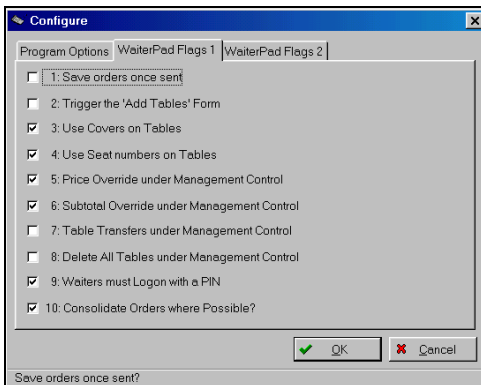 Configure
Program Options WaiterPad Flags 1 WaiterPad Flags 2
1: Save orders once sent
2: Trigger the 'Add Tables' Form
3: Use Covers on Tables
4: Use Seat numbers on Tables
5: Price Override under Management Control
6: Subtotal Override under Management Control
7: Table Transfers under Management Control
8: Delete All Tables under Management Control
9: Waiters must Logon with a PIN
10: Consolidate Orders where Possible?
OK Cancel
Save orders once sent?